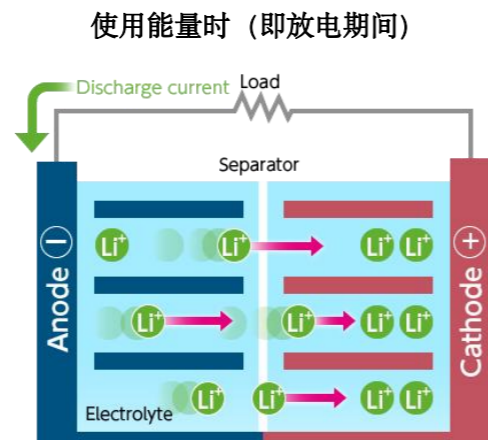 使用能量时（即放电期间）
Discharge current
Load
Separator
Li⁺
Li⁺
Li⁺ Li⁺
Li⁺
Li⁺
Li⁺ Li⁺
Li⁺
Li⁺
Li⁺ Li⁺
Anode −
Cathode +
Electrolyte